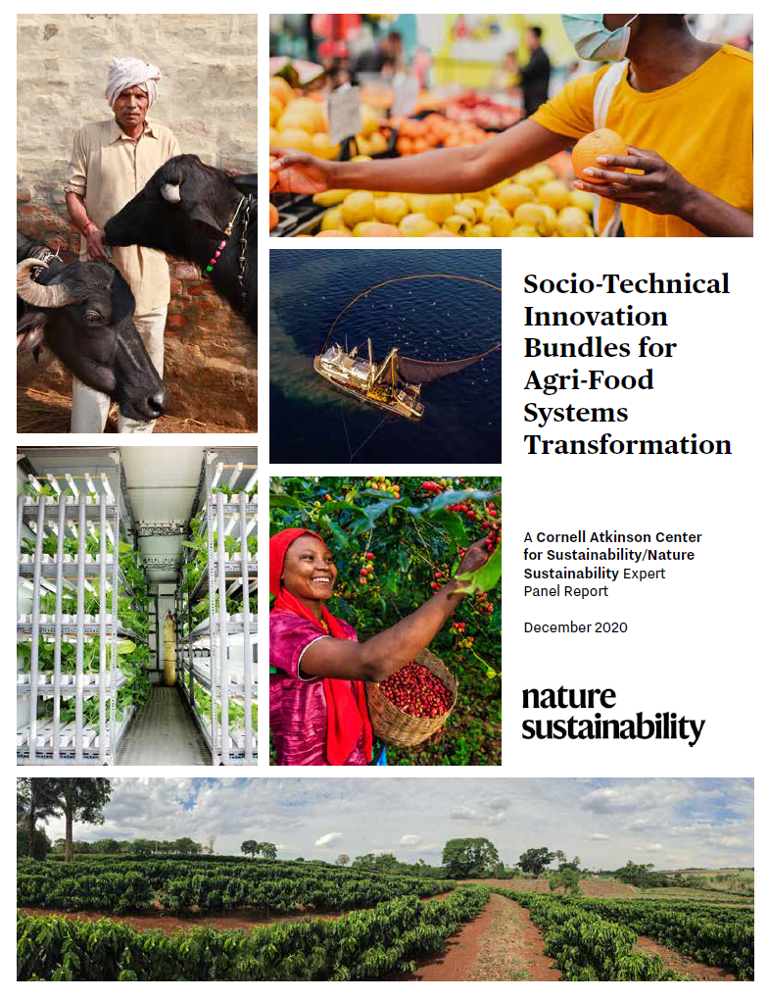 Socio-Technical
Innovation
Bundles for
Agri-Food
Systems
Transformation
A Cornell Atkinson Center
for Sustainability/Nature
Sustainability Expert
Panel Report
December 2020
nature
sustainability